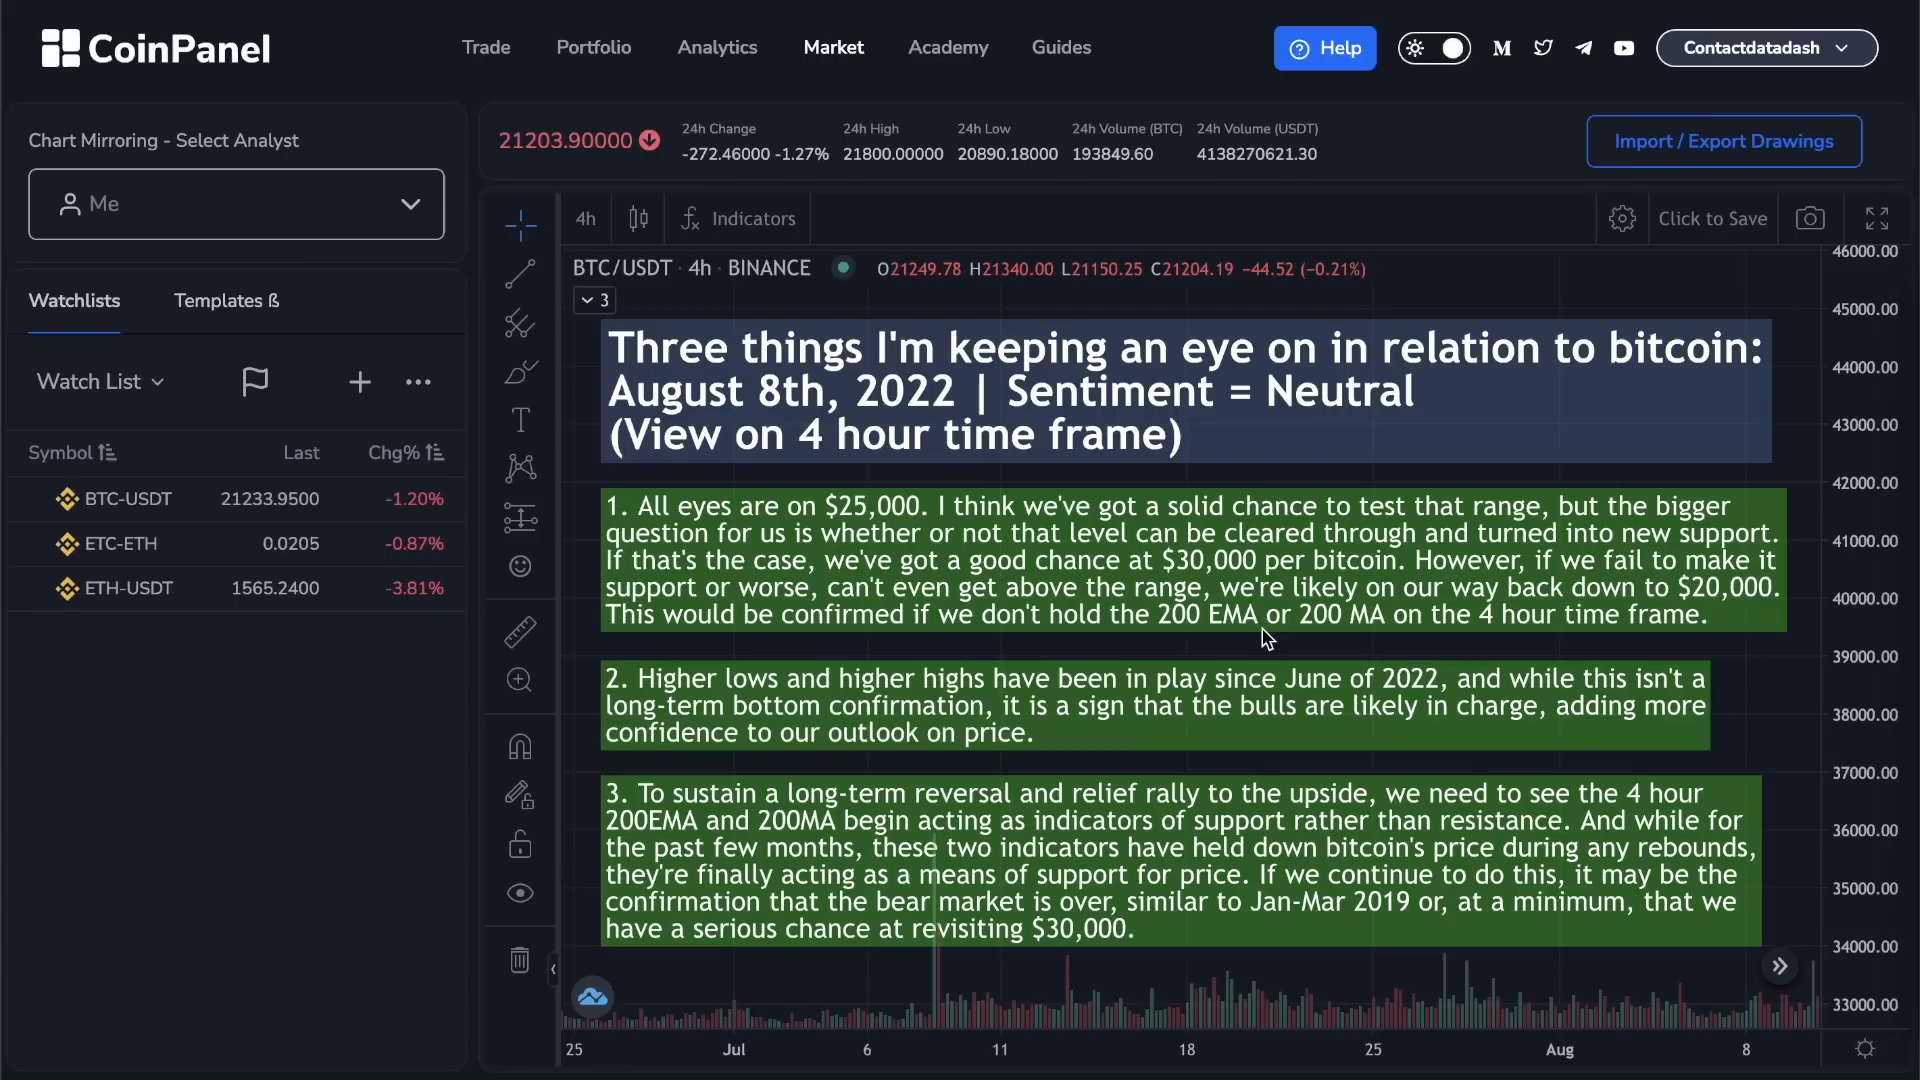 CoinPanel
Trade Portfolio Analytics Market Academy Guides
Help
Contactdatadash
Chart Mirroring - Select Analyst
Me
21203.90000
24h Change
-272.46000 -1.27%
24h High
21800.00000
24h Low
20890.18000
24h Volume (BTC)
193849.60
24h Volume (USDT)
4138270621.30
Import / Export Drawings
4h
Indicators
Click to Save
Watchlists
Templates ß
Watch List
Symbol Last Chg%
BTC-USDT 21233.9500 -1.20%
ETC-ETH 0.0205 -0.87%
ETH-USDT 1565.2400 -3.81%
BTC/USDT · 4h · BINANCE
O21249.78 H21340.00 L21150.25 C21204.19 −44.52 (−0.21%)
3
Three things I'm keeping an eye on in relation to bitcoin:
August 8th, 2022 | Sentiment = Neutral
(View on 4 hour time frame)
1. All eyes are on $25,000. I think we've got a solid chance to test that range, but the bigger
question for us is whether or not that level can be cleared through and turned into new support.
If that's the case, we've got a good chance at $30,000 per bitcoin. However, if we fail to make it
support or worse, can't even get above the range, we're likely on our way back down to $20,000.
This would be confirmed if we don't hold the 200 EMA or 200 MA on the 4 hour time frame.
2. Higher lows and higher highs have been in play since June of 2022, and while this isn't a
long-term bottom confirmation, it is a sign that the bulls are likely in charge, adding more
confidence to our outlook on price.
3. To sustain a long-term reversal and relief rally to the upside, we need to see the 4 hour
200EMA and 200MA begin acting as indicators of support rather than resistance. And while for
the past few months, these two indicators have held down bitcoin's price during any rebounds,
they're finally acting as a means of support for price. If we continue to do this, it may be the
confirmation that the bear market is over, similar to Jan-Mar 2019 or, at a minimum, that we
have a serious chance at revisiting $30,000.
46000.00
45000.00
44000.00
43000.00
42000.00
41000.00
40000.00
39000.00
38000.00
37000.00
36000.00
35000.00
34000.00
33000.00
25 Jul 6 11 18 25 Aug 8